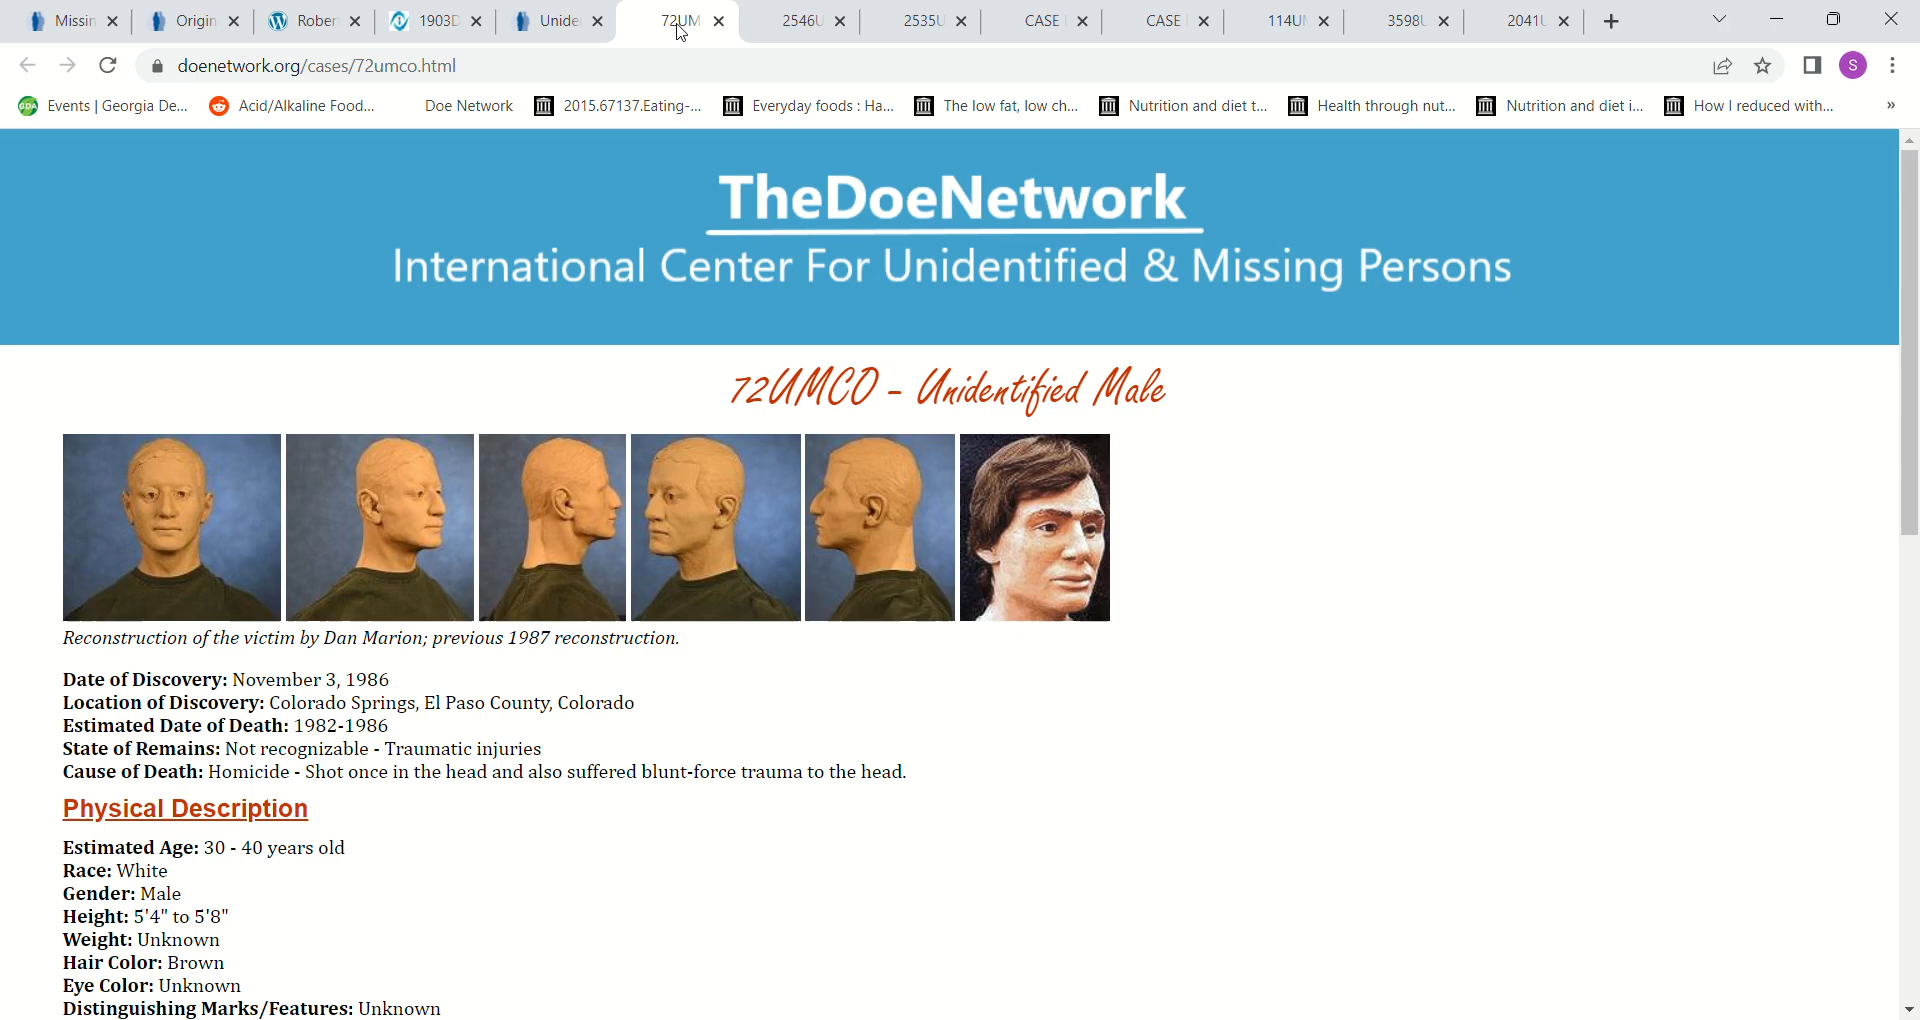 Missin Origin Rober 1903D Unide 72UM 2546U 2535U CASE CASE 114U 3598U 2041U
doenetwork.org/cases/72umco.html S
Events | Georgia De... Acid/Alkaline Food... Doe Network 2015.67137.Eating-... Everyday foods : Ha... The low fat, low ch... Nutrition and diet t... Health through nut... Nutrition and diet i... How I reduced with... »
TheDoeNetwork
International Center For Unidentified & Missing Persons
72UMCO - Unidentified Male
Reconstruction of the victim by Dan Marion; previous 1987 reconstruction.
Date of Discovery: November 3, 1986
Location of Discovery: Colorado Springs, El Paso County, Colorado
Estimated Date of Death: 1982-1986
State of Remains: Not recognizable - Traumatic injuries
Cause of Death: Homicide - Shot once in the head and also suffered blunt-force trauma to the head.
Physical Description
Estimated Age: 30 - 40 years old
Race: White
Gender: Male
Height: 5'4" to 5'8"
Weight: Unknown
Hair Color: Brown
Eye Color: Unknown
Distinguishing Marks/Features: Unknown